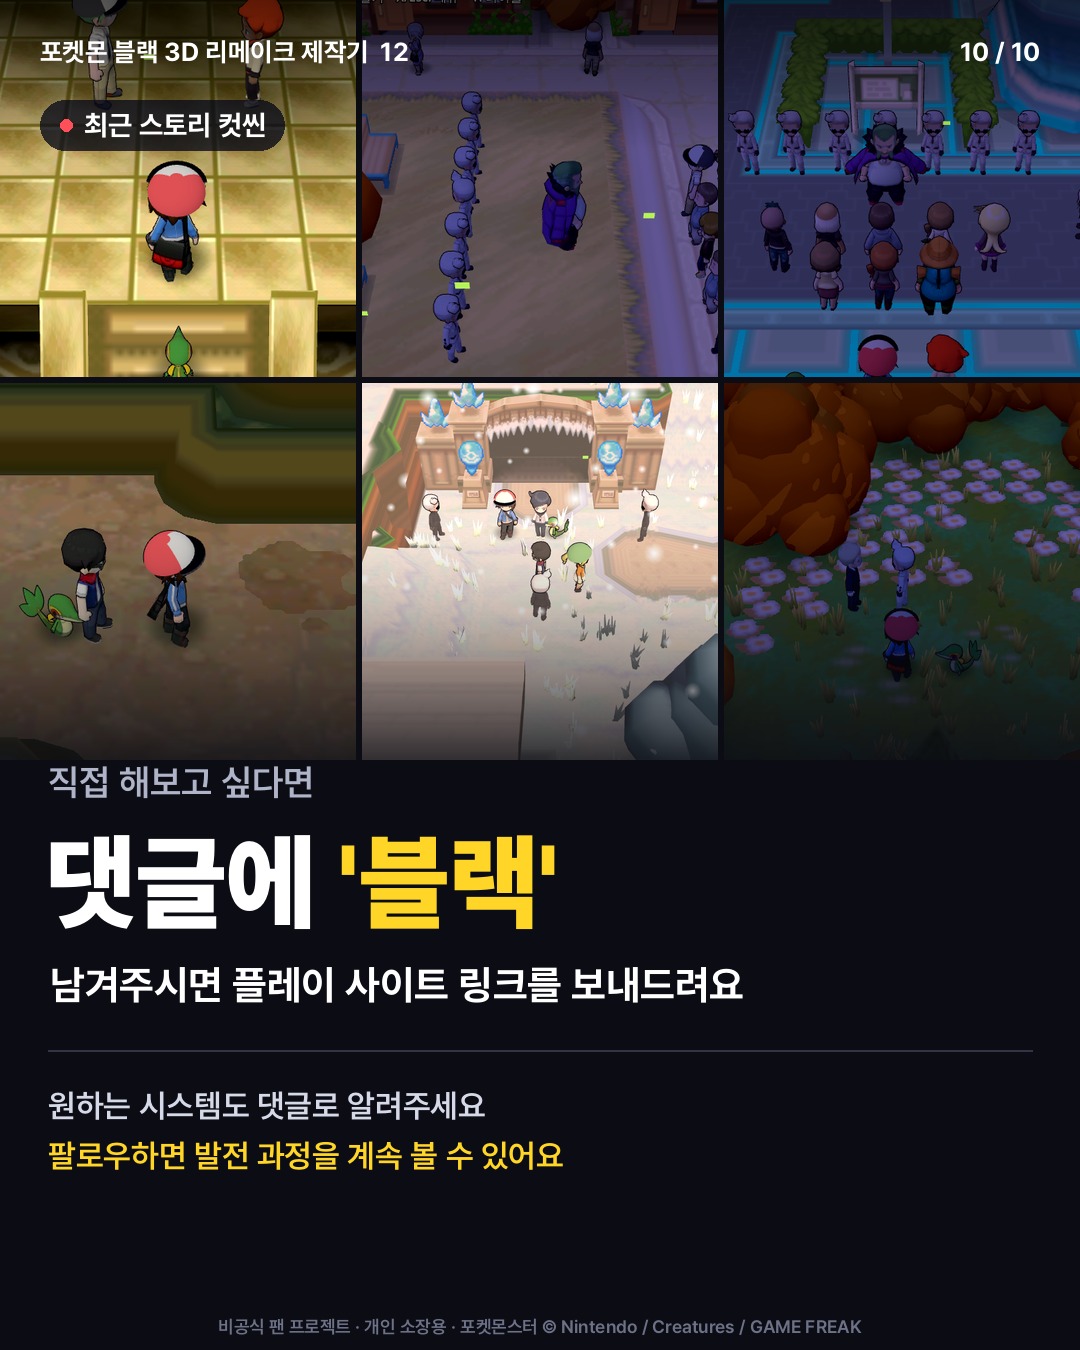 포켓몬 블랙 3D 리메이크 제작기 12
10 / 10
최근 스토리 컷씬
직접 해보고 싶다면
댓글에 '블랙'
남겨주시면 플레이 사이트 링크를 보내드려요
원하는 시스템도 댓글로 알려주세요
팔로우하면 발전 과정을 계속 볼 수 있어요
비공식 팬 프로젝트 · 개인 소장용 · 포켓몬스터 © Nintendo / Creatures / GAME FREAK